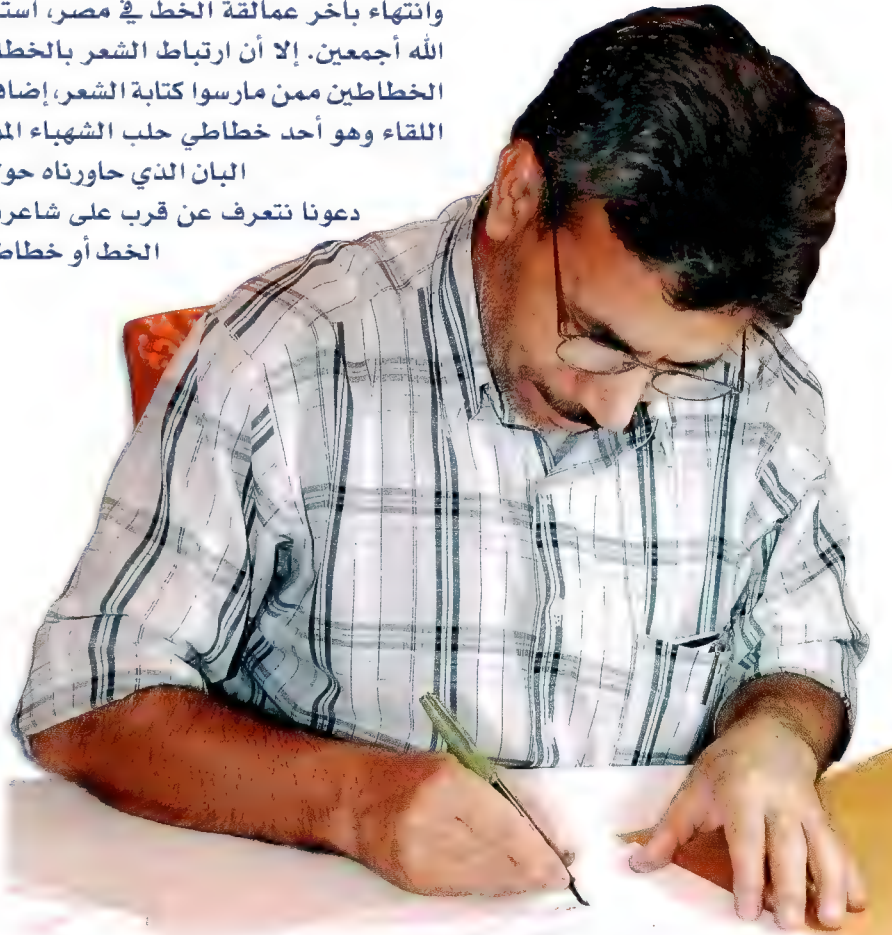 وانتهاء بآخر عمالقة الخط في مصر، است
الله أجمعين. إلا أن ارتباط الشعر بالخط
الخطاطين ممن مارسوا كتابة الشعر، إضاف
اللقاء وهو أحد خطاطي حلب الشهباء المر
البان الذي حاورناه حو
دعونا نتعرف عن قرب على شاعر
الخط أو خطاط